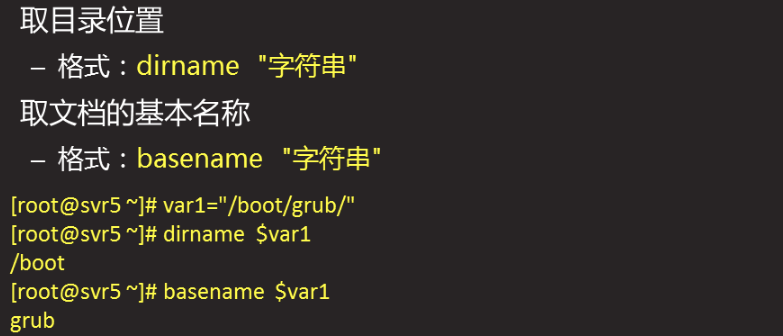 取目录位置
– 格式：dirname "字符串"
取文档的基本名称
– 格式：basename "字符串"
[root@svr5 ~]# var1="/boot/grub/"
[root@svr5 ~]# dirname $var1
/boot
[root@svr5 ~]# basename $var1
grub